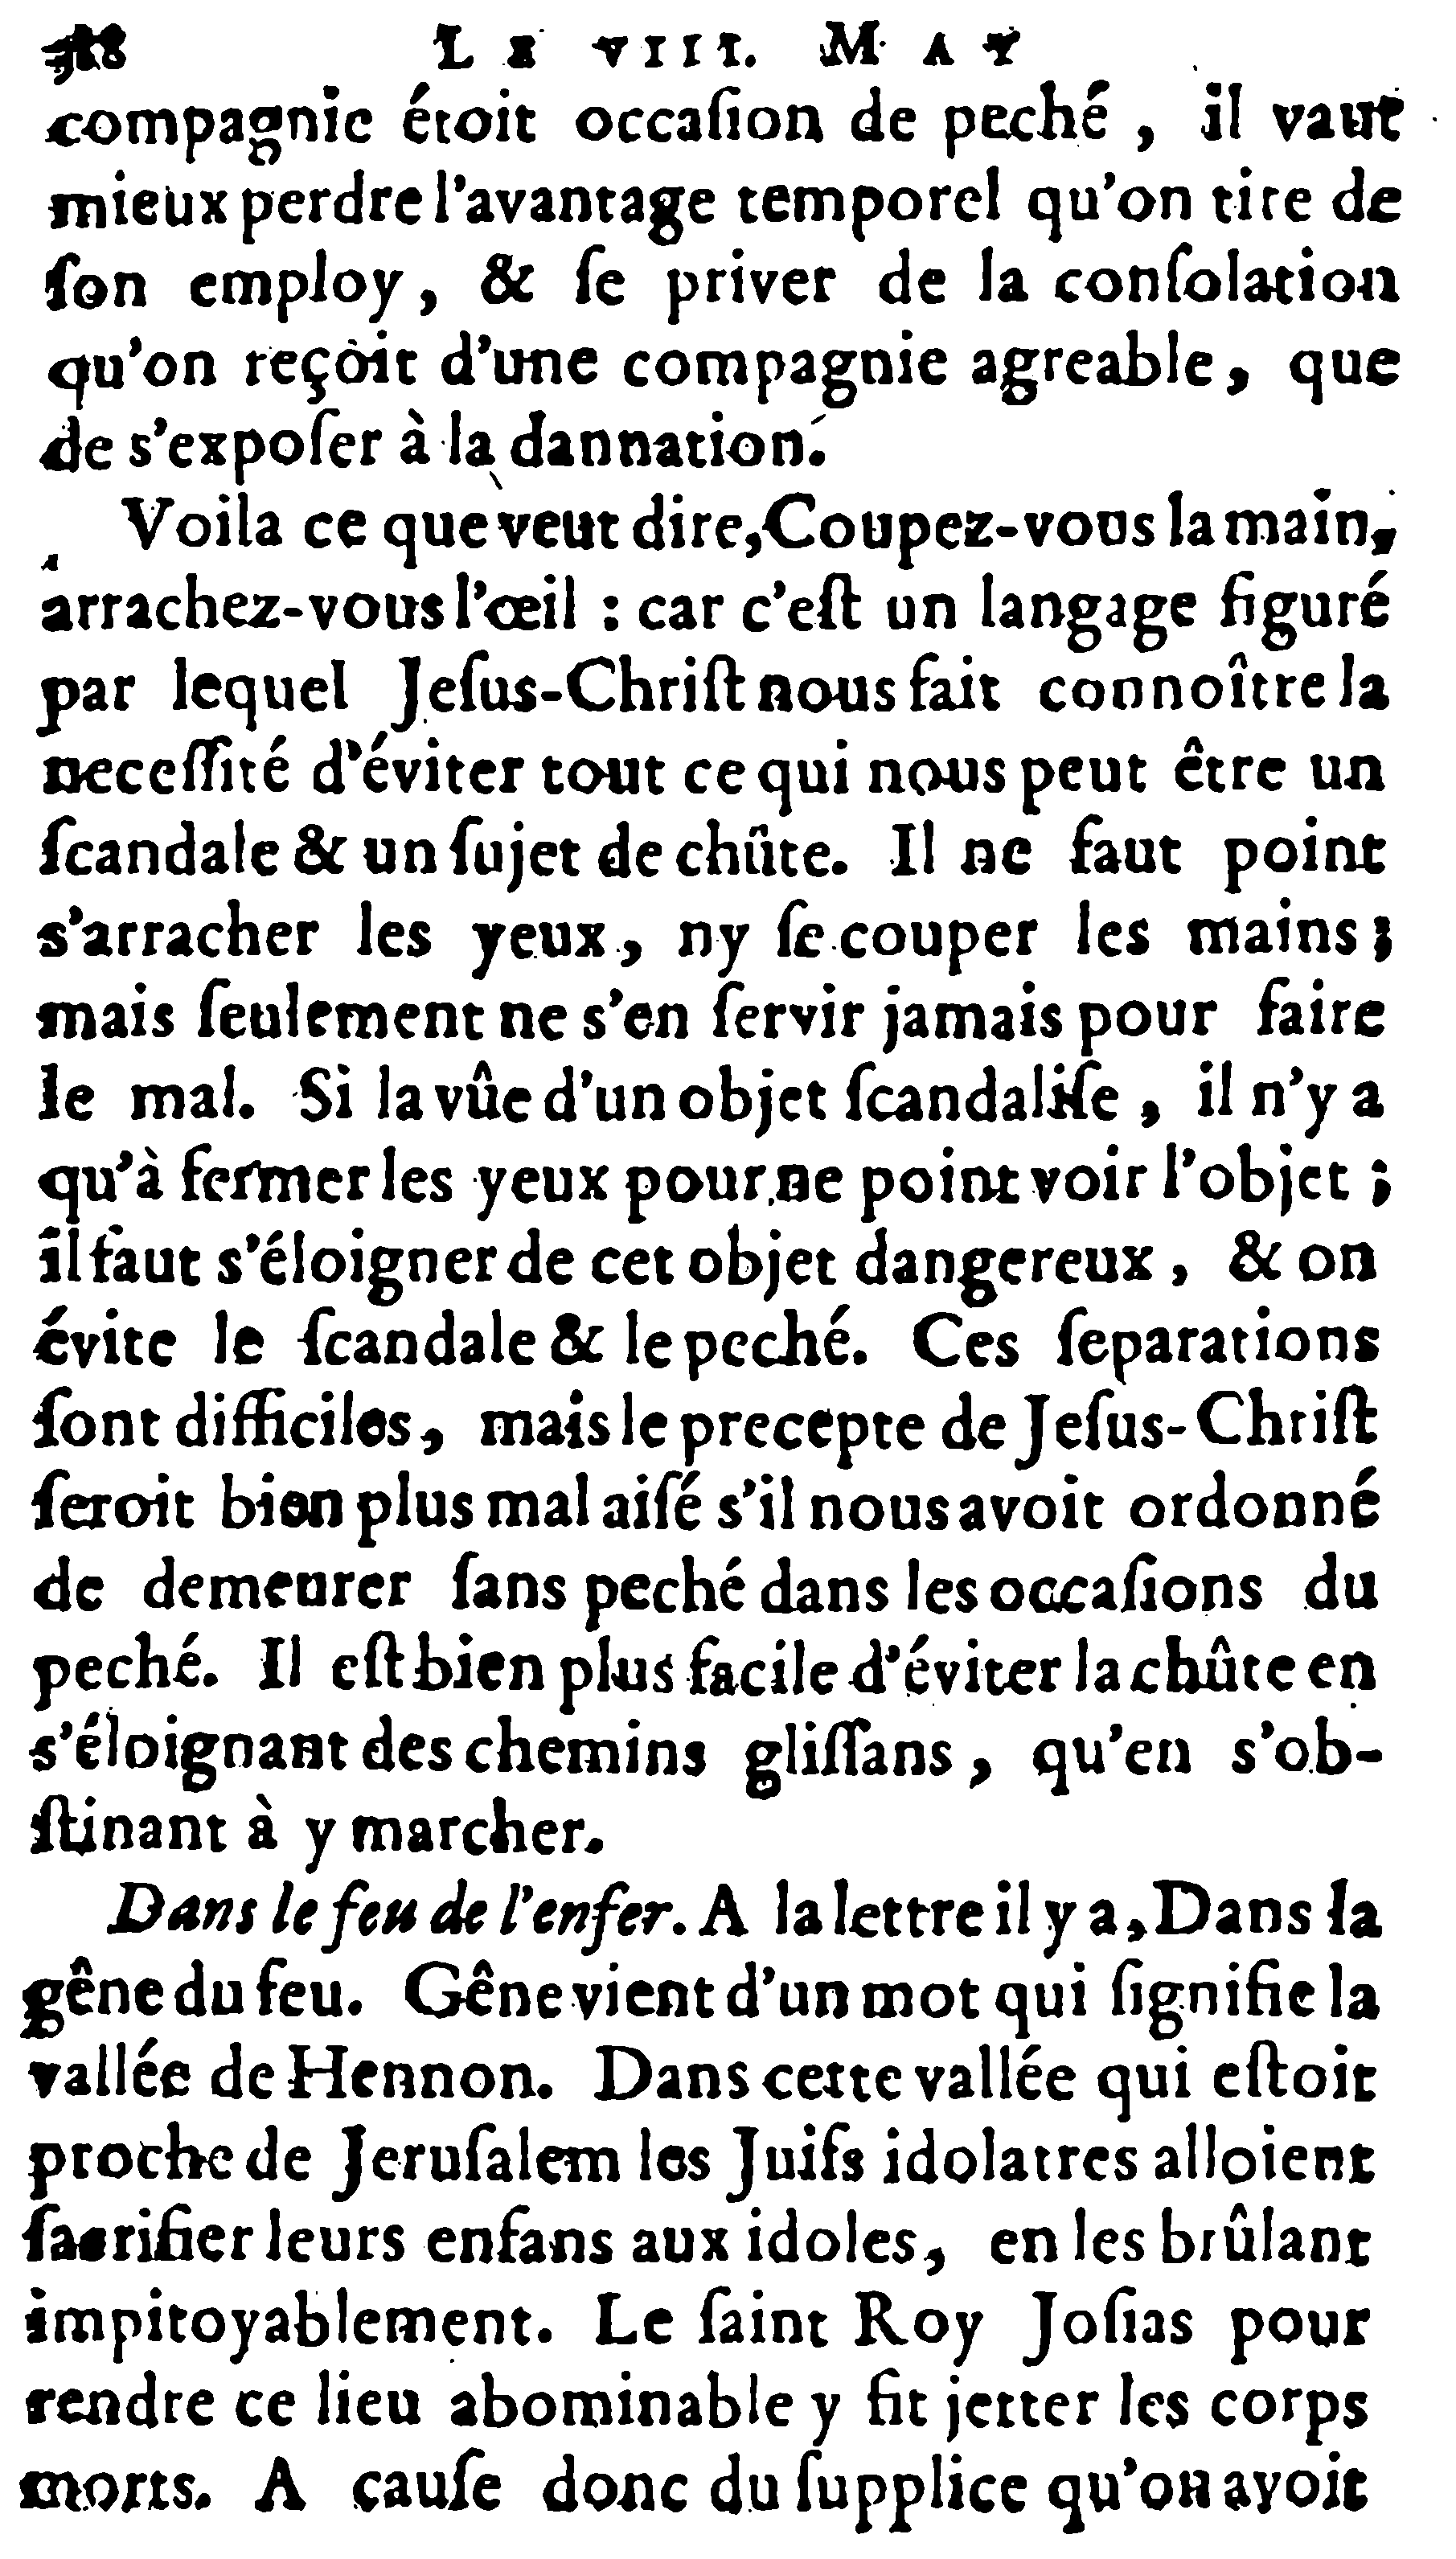 LE VIII. MAY
compagnie étoit occaſion de peché, il vaut
mieux perdre l'avantage temporel qu'on tire de
ſon employ, & ſe priver de la conſolation
qu'on reçoit d'une compagnie agreable, que
de s'expoſer à la dannation.
Voila ce que veut dire, Coupez-vous la main,
arrachez-vous l'œil : car c'eſt un langage figuré
par lequel Jeſus-Chriſt nous fait connoître la
neceſſité d'éviter tout ce qui nous peut être un
ſcandale & un ſujet de chûte. Il ne faut point
s'arracher les yeux, ny ſe couper les mains ;
mais ſeulement ne s'en ſervir jamais pour faire
le mal. Si la vûe d'un objet ſcandaliſe, il n'y a
qu'à fermer les yeux pour ne point voir l'objet ;
il faut s'éloigner de cet objet dangereux, & on
évite le ſcandale & le peché. Ces ſeparations
ſont difficiles, mais le precepte de Jeſus-Chriſt
ſeroit bien plus mal aiſé s'il nous avoit ordonné
de demeurer ſans peché dans les occaſions du
peché. Il eſt bien plus facile d'éviter la chûte en
s'éloignant des chemins gliſſans, qu'en s'ob-
ſtinant à y marcher.
Dans le feu de l'enfer. A la lettre il y a, Dans la
gêne du feu. Gêne vient d'un mot qui ſignifie la
vallée de Hennon. Dans cette vallée qui eſtoit
proche de Jeruſalem les Juifs idolatres alloient
ſacrifier leurs enfans aux idoles, en les brûlant
impitoyablement. Le ſaint Roy Joſias pour
rendre ce lieu abominable y fit jetter les corps
morts. A cauſe donc du ſupplice qu'on avoit